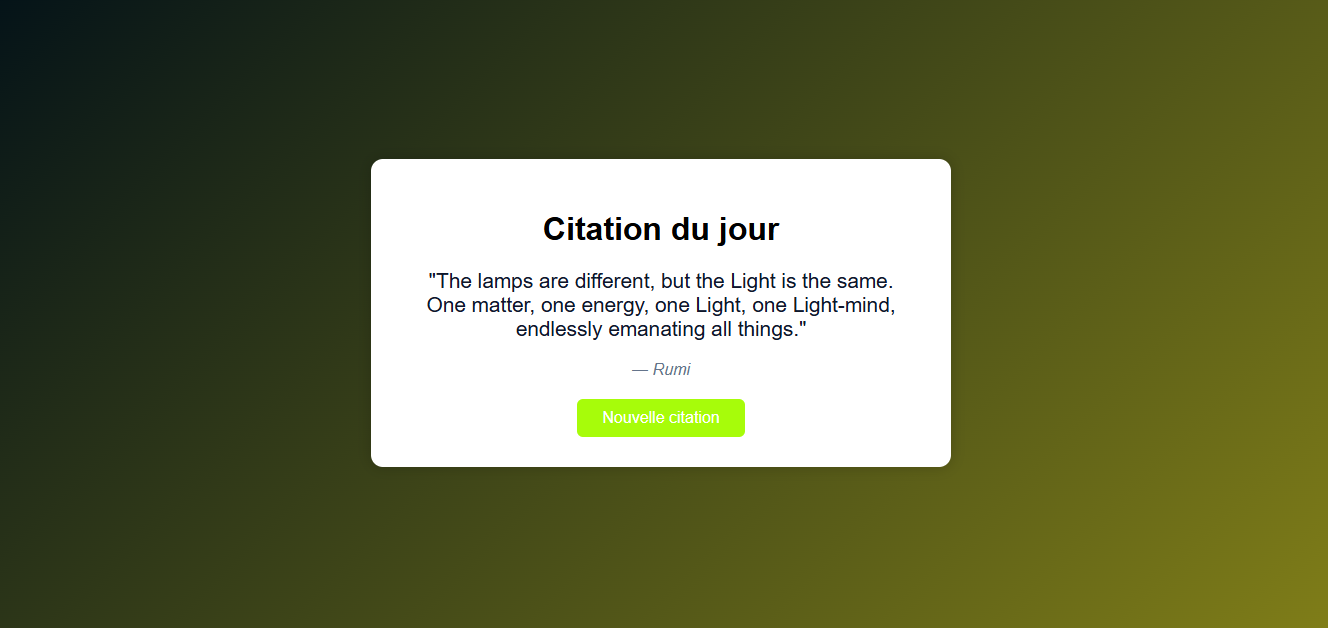 Citation du jour
"The lamps are different, but the Light is the same.
One matter, one energy, one Light, one Light-mind,
endlessly emanating all things."
— Rumi
Nouvelle citation